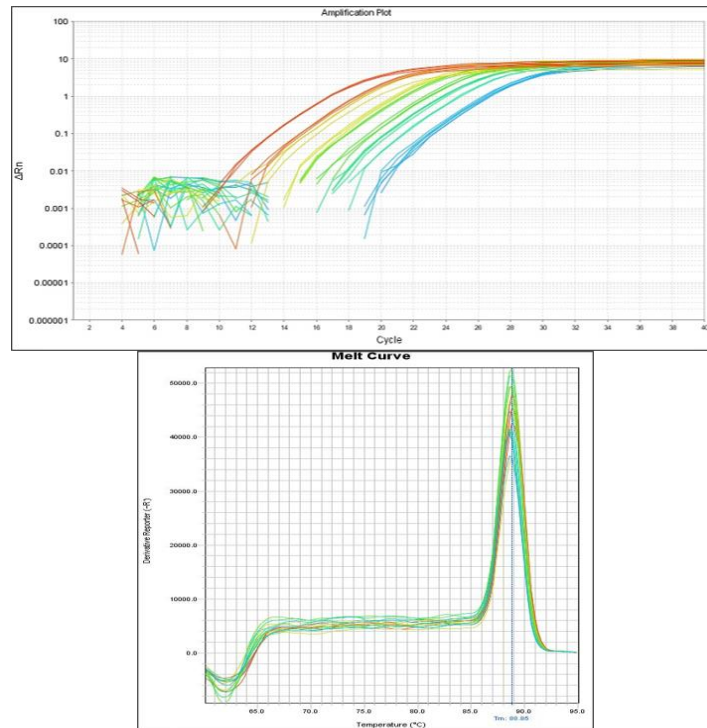 Amplification Plot
100
10
1
0.1
0.01
0.001
0.0001
0.00001
0.000001
ΔRn
2 4 6 8 10 12 14 16 18 20 22 24 26 28 30 32 34 36 38 40
Cycle
Melt Curve
50000.0
40000.0
30000.0
20000.0
10000.0
0.0
Derivative Reporter (-R')
65.0 70.0 75.0 80.0 85.0 90.0 95.0
Tm:
Temperature (°C)